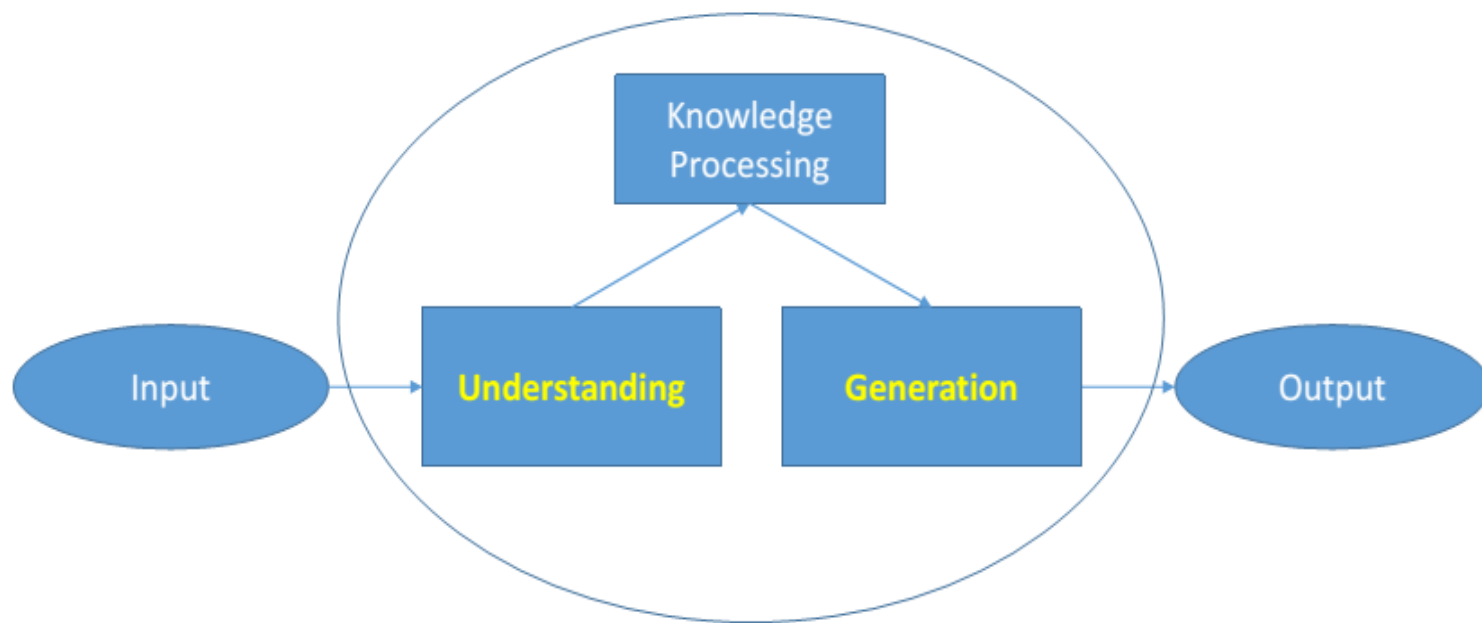 Knowledge
Processing
Input
Understanding
Generation
Output